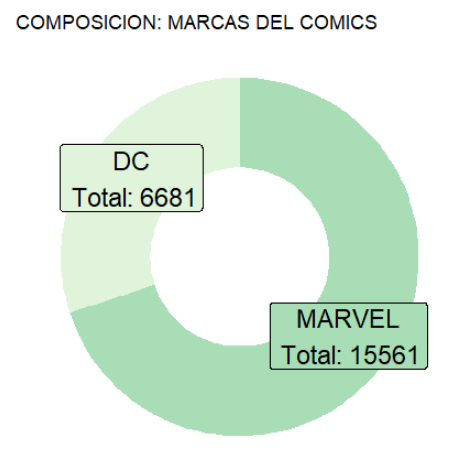 COMPOSICION: MARCAS DEL COMICS
DC
Total: 6681
MARVEL
Total: 15561